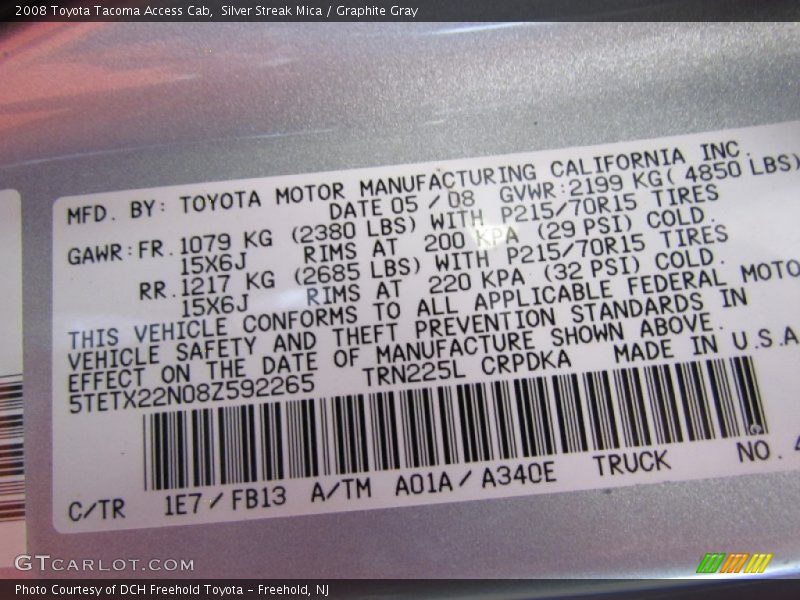 2008 Toyota Tacoma Access Cab,  Silver Streak Mica / Graphite Gray
MFD. BY: TOYOTA MOTOR MANUFACTURING CALIFORNIA INC.
DATE 05 / 08 GVWR:2199 KG( 4850 LBS)
GAWR:FR. 1079 KG (2380 LBS) WITH P215/70R15 TIRES
15X6J RIMS AT 200 KPA (29 PSI) COLD.
RR. 1217 KG (2685 LBS) WITH P215/70R15 TIRES
15X6J RIMS AT 220 KPA (32 PSI) COLD.
THIS VEHICLE CONFORMS TO ALL APPLICABLE FEDERAL MOTO
VEHICLE SAFETY AND THEFT PREVENTION STANDARDS IN
EFFECT ON THE DATE OF MANUFACTURE SHOWN ABOVE.
5TETX22N08Z592265 TRN225L CRPDKA MADE IN U.S.A
C/TR 1E7 / FB13 A/TM A01A / A340E TRUCK NO. 4
GTCARLOT.COM
Photo Courtesy of DCH Freehold Toyota - Freehold, NJ